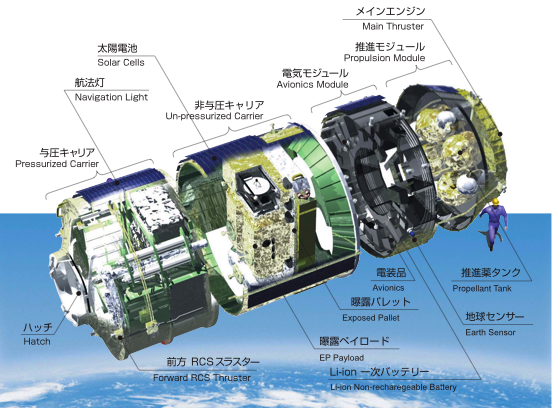 メインエンジン
Main Thruster
推進モジュール
Propulsion Module
太陽電池
Solar Cells
電気モジュール
Avionics Module
航法灯
Navigation Light
非与圧キャリア
Un-pressurized Carrier
与圧キャリア
Pressurized Carrier
電装品
Avionics
推進薬タンク
Propellant Tank
曝露パレット
Exposed Pallet
地球センサー
Earth Sensor
ハッチ
Hatch
曝露ペイロード
EP Payload
前方 RCSスラスター
Forward RCS Thruster
Li-ion 一次バッテリー
Li-ion Non-rechareгeable Battery